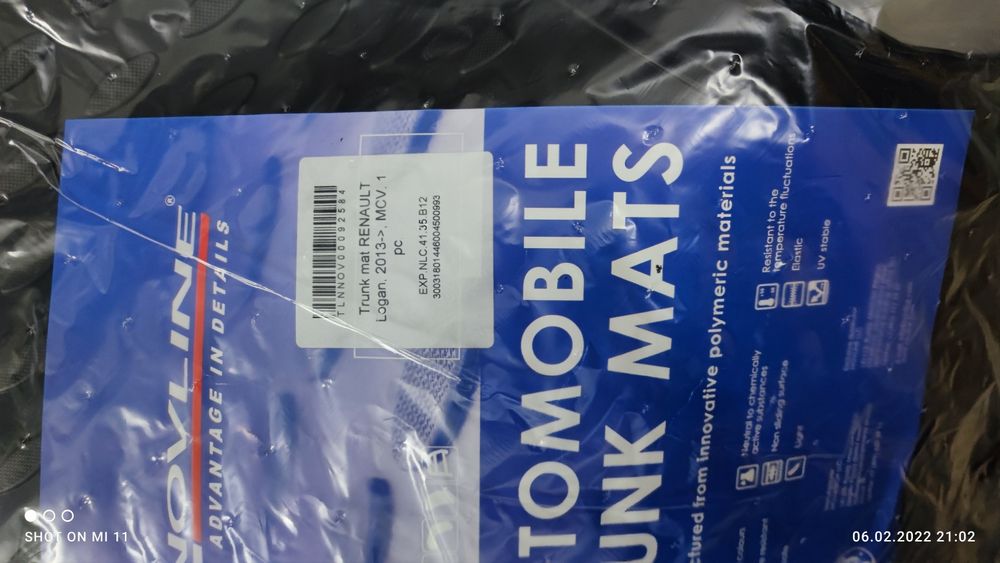 NOVLINE®
ADVANTAGE IN DETAILS
TLNNOV00092584
Trunk mat RENAULT
Logan. 2013->, MCV. 1
pc
EXP.NLC.41.35.B12
30031801446004500993
TOMOBILE
UNK MATS
ctured from innovative polymeric materials
Neutral to chemically
active substances
Non sliding surface
Light
Resistant to the
temperature fluctuations
Elastic
UV stable
SHOT ON MI 11
06.02.2022 21:02